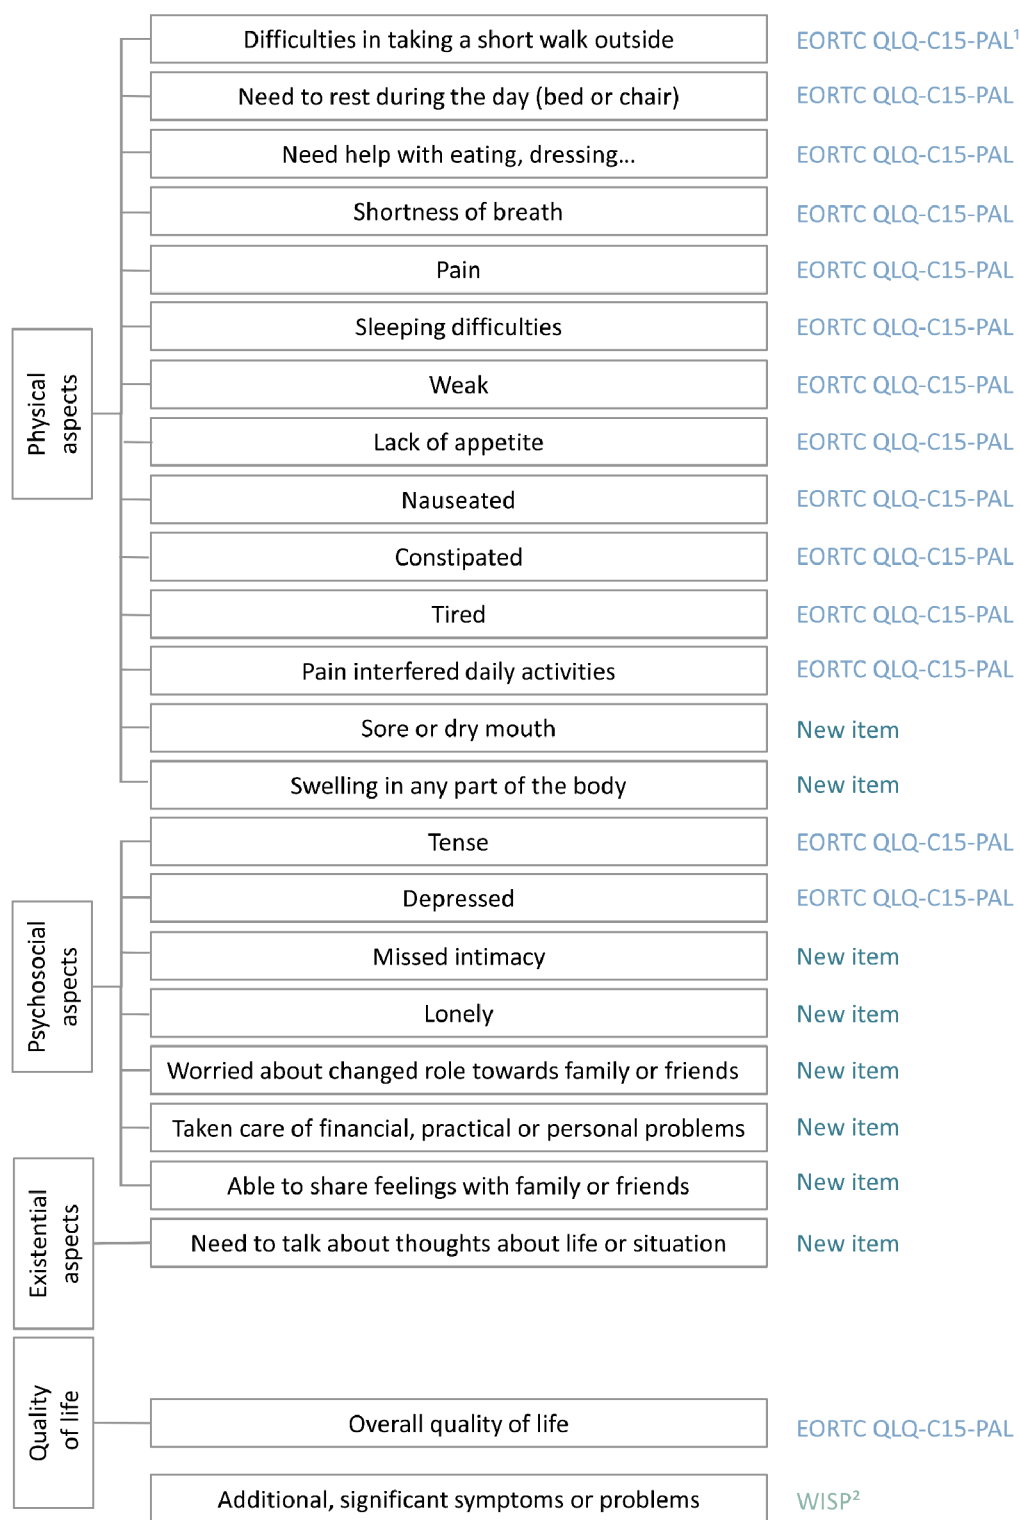 Difficulties in taking a short walk outside EORTC QLQ-C15-PAL¹
Need to rest during the day (bed or chair) EORTC QLQ-C15-PAL
Need help with eating, dressing... EORTC QLQ-C15-PAL
Shortness of breath EORTC QLQ-C15-PAL
Pain EORTC QLQ-C15-PAL
Sleeping difficulties EORTC QLQ-C15-PAL
Physical
aspects
Weak EORTC QLQ-C15-PAL
Lack of appetite EORTC QLQ-C15-PAL
Nauseated EORTC QLQ-C15-PAL
Constipated EORTC QLQ-C15-PAL
Tired EORTC QLQ-C15-PAL
Pain interfered daily activities EORTC QLQ-C15-PAL
Sore or dry mouth New item
Swelling in any part of the body New item
Tense EORTC QLQ-C15-PAL
Depressed EORTC QLQ-C15-PAL
Psychosocial
aspects
Missed intimacy New item
Lonely New item
Worried about changed role towards family or friends New item
Taken care of financial, practical or personal problems New item
Able to share feelings with family or friends New item
Existential
aspects
Need to talk about thoughts about life or situation New item
Quality
of life
Overall quality of life EORTC QLQ-C15-PAL
Additional, significant symptoms or problems WISP²